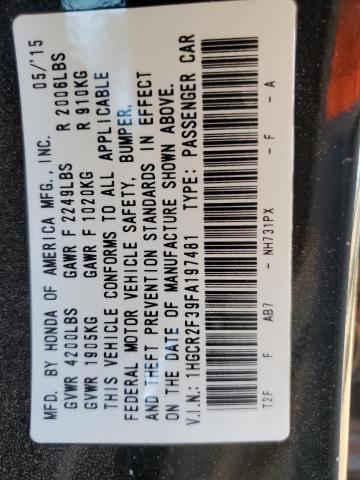 MFD. BY HONDA OF AMERICA MFG., INC. 05/'15
GVWR 4200LBS GAWR F 2249LBS R 2006LBS
GVWR 1905KG GAWR F 1020KG R 910KG
THIS VEHICLE CONFORMS TO ALL APPLICABLE
FEDERAL MOTOR VEHICLE SAFETY, BUMPER,
AND THEFT PREVENTION STANDARDS IN EFFECT
ON THE DATE OF MANUFACTURE SHOWN ABOVE.
V.I.N.: 1HGCR2F39FA197481 TYPE: PASSENGER CAR
T2F F AB7 - NH731PX - F - A